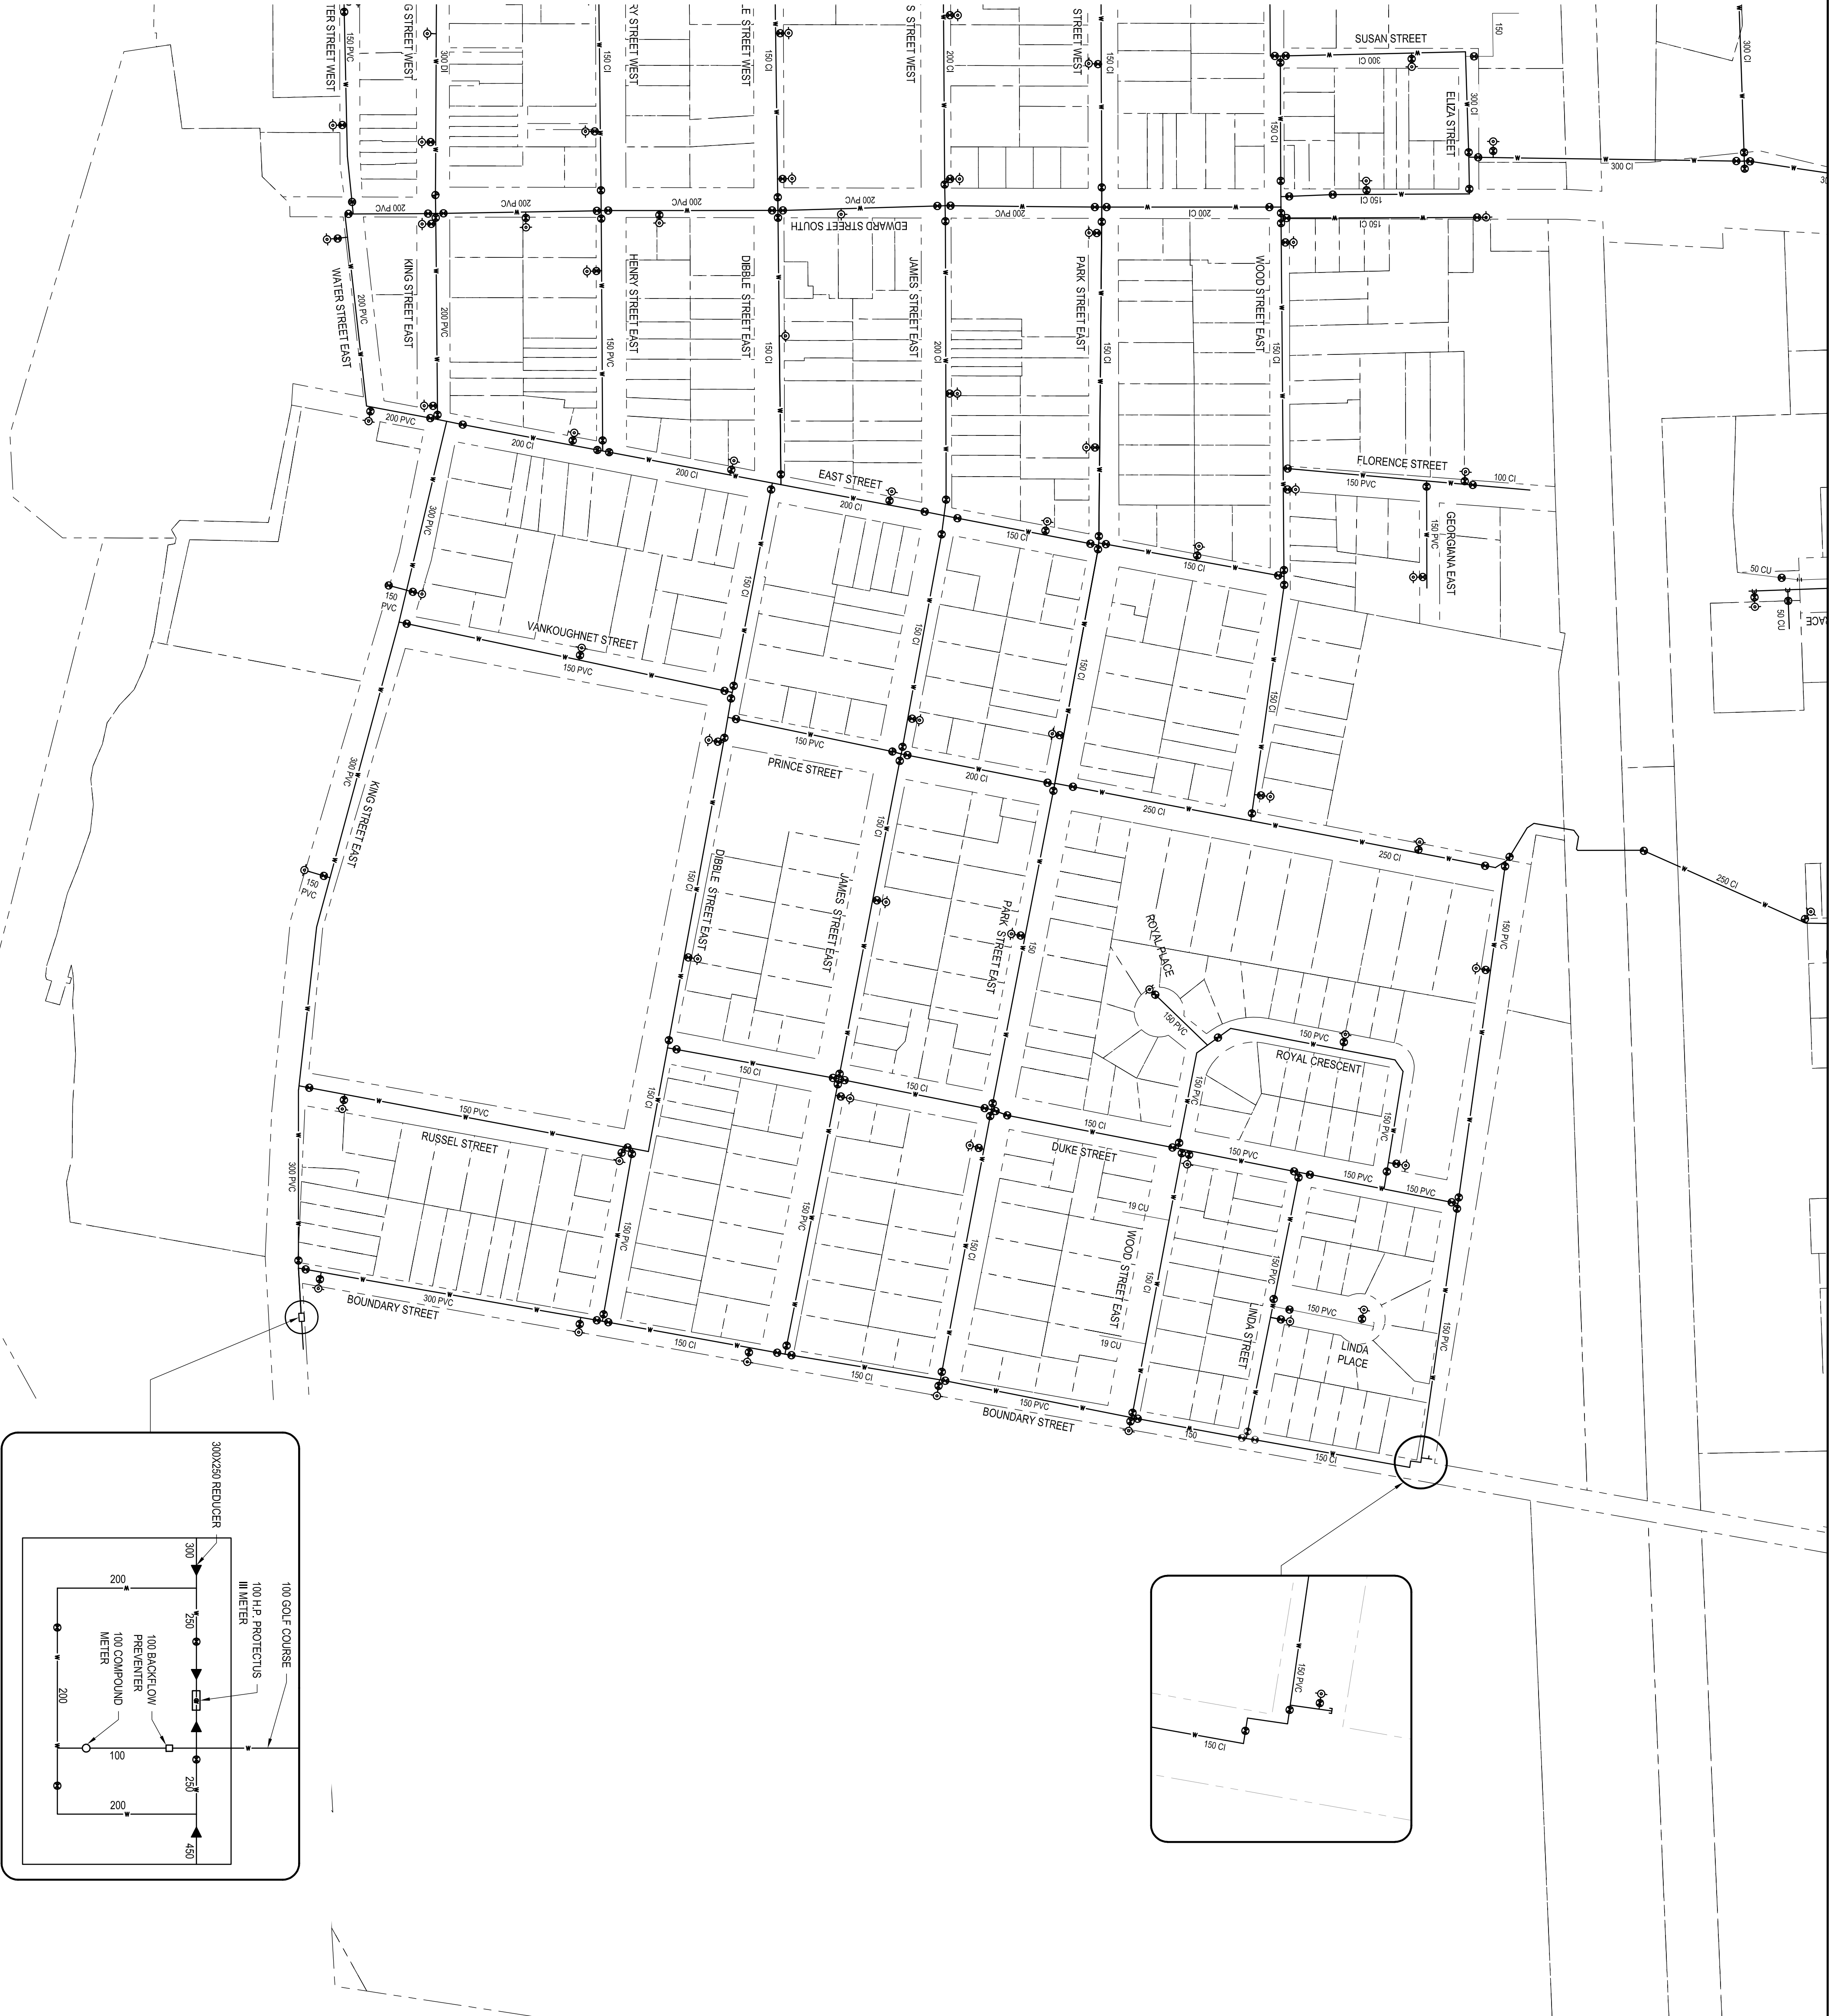 TER STREET WEST
150 PVC
G STREET WEST
300 DI
150 CI
RY STREET WEST
LE STREET WEST
150 CI
S STREET WEST
200 CI
STREET WEST
150 CI
SUSAN STREET
300 CI
150
300 CI
ELIZA STREET
150 CI
300 CI
300 CI
200 PVC
200 PVC
200 PVC
200 PVC
EDWARD STREET SOUTH
200 PVC
200 CI
150 CI
150 CI
WATER STREET EAST
200 PVC
KING STREET EAST
200 PVC
150 PVC
HENRY STREET EAST
DIBBLE STREET EAST
150 CI
JAMES STREET EAST
200 CI
PARK STREET EAST
150 CI
WOOD STREET EAST
150 CI
200 PVC
200 CI
200 CI
EAST STREET
200 CI
150 CI
150 CI
FLORENCE STREET
150 PVC
100 CI
150 PVC
GEORGIANA EAST
50 CU
50 CU
300 PVC
150
PVC
VANKOUGHNET STREET
150 PVC
150 CI
150 CI
150 CI
150 CI
150 PVC
PRINCE STREET
200 CI
250 CI
250 CI
250 CI
300 PVC
KING STREET EAST
150
PVC
150 CI
DIBBLE STREET EAST
150 CI
JAMES STREET EAST
150
PARK STREET EAST
ROYAL PLACE
150 PVC
150 PVC
ROYAL CRESCENT
150 PVC
150 PVC
150 PVC
150 CI
150 CI
150 CI
150 CI
DUKE STREET
150 PVC
150 PVC
150 PVC
150 PVC
RUSSEL STREET
300 PVC
150 PVC
150 PVC
150 CI
19 CU
WOOD STREET EAST
150 CI
19 CU
150 PVC
LINDA STREET
150 PVC
LINDA
PLACE
150 PVC
300 PVC
BOUNDARY STREET
150 CI
150 CI
150 PVC
BOUNDARY STREET
150
150 CI
300X250 REDUCER
300
200
250
100 H.P. PROTECTUS
III METER
100 GOLF COURSE
100 BACKFLOW
PREVENTER
100 COMPOUND
METER
200
100
250
200
450
150 PVC
150 CI